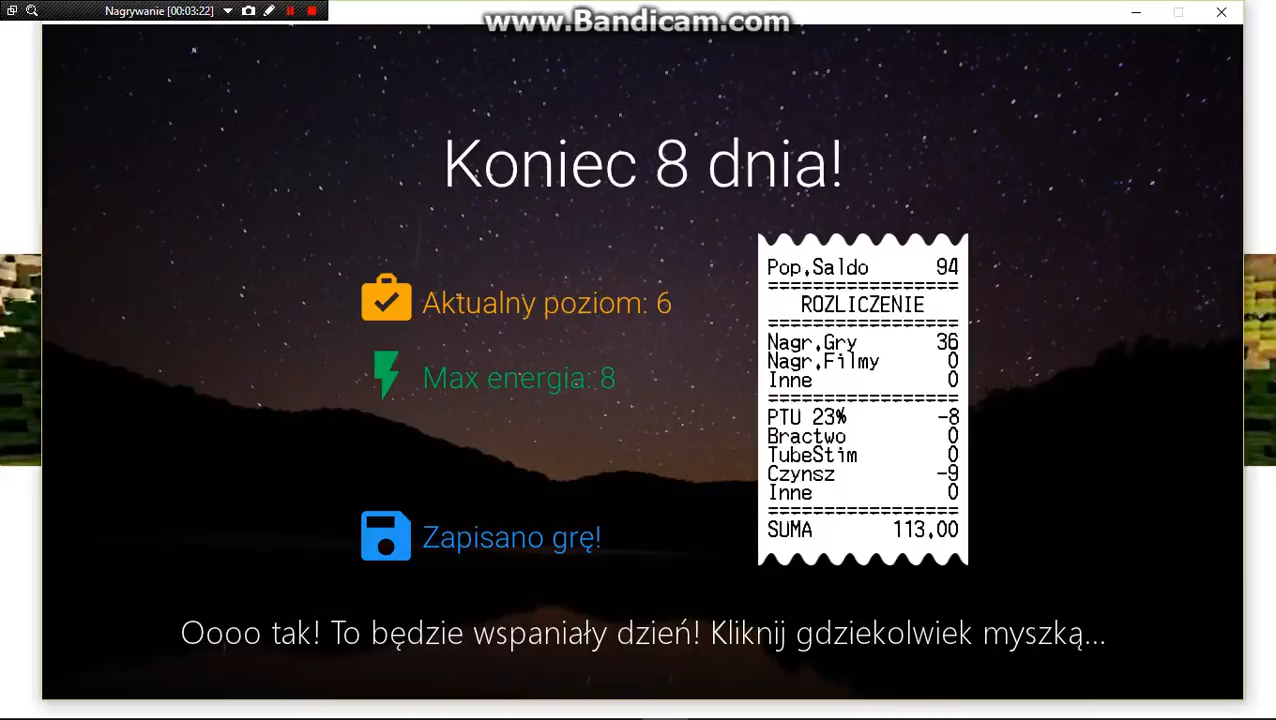 Nagrywanie [00:03:22]
www.Bandicam.com
Koniec 8 dnia!
Aktualny poziom: 6
Max energia: 8
Zapisano grę!
Pop.Saldo 94
==================
ROZLICZENIE
==================
Nagr.Gry 36
Nagr.Filmy 0
Inne 0
==================
PTU 23% -8
Bractwo 0
TubeStim 0
Czynsz -9
Inne 0
==================
SUMA 113.00
Oooo tak! To będzie wspaniały dzień! Kliknij gdziekolwiek myszką...